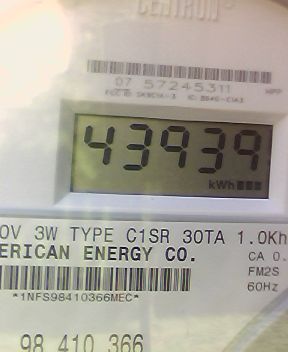 CENTRON
07 57245311
HPP
43939
kWh
0V 3W TYPE C1SR 30TA 1.0Kh
ERICAN ENERGY CO.
CA 0.
FM2S
60Hz
*1NFS98410366MEC*
98 410 366